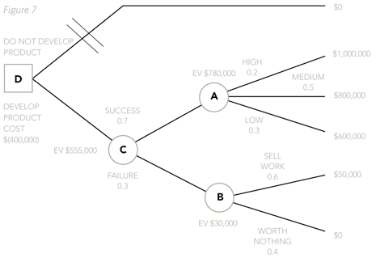 Figure 7
$0
DO NOT DEVELOP
PRODUCT
D
DEVELOP
PRODUCT
COST
$(400,000)
SUCCESS
0.7
EV $555,000
C
FAILURE
0.3
EV $780,000
A
HIGH
0.2
$1,000,000
MEDIUM
0.5
$800,000
LOW
0.3
$600,000
B
EV $30,000
SELL
WORK
0.6
$50,000
WORTH
NOTHING
0.4
$0